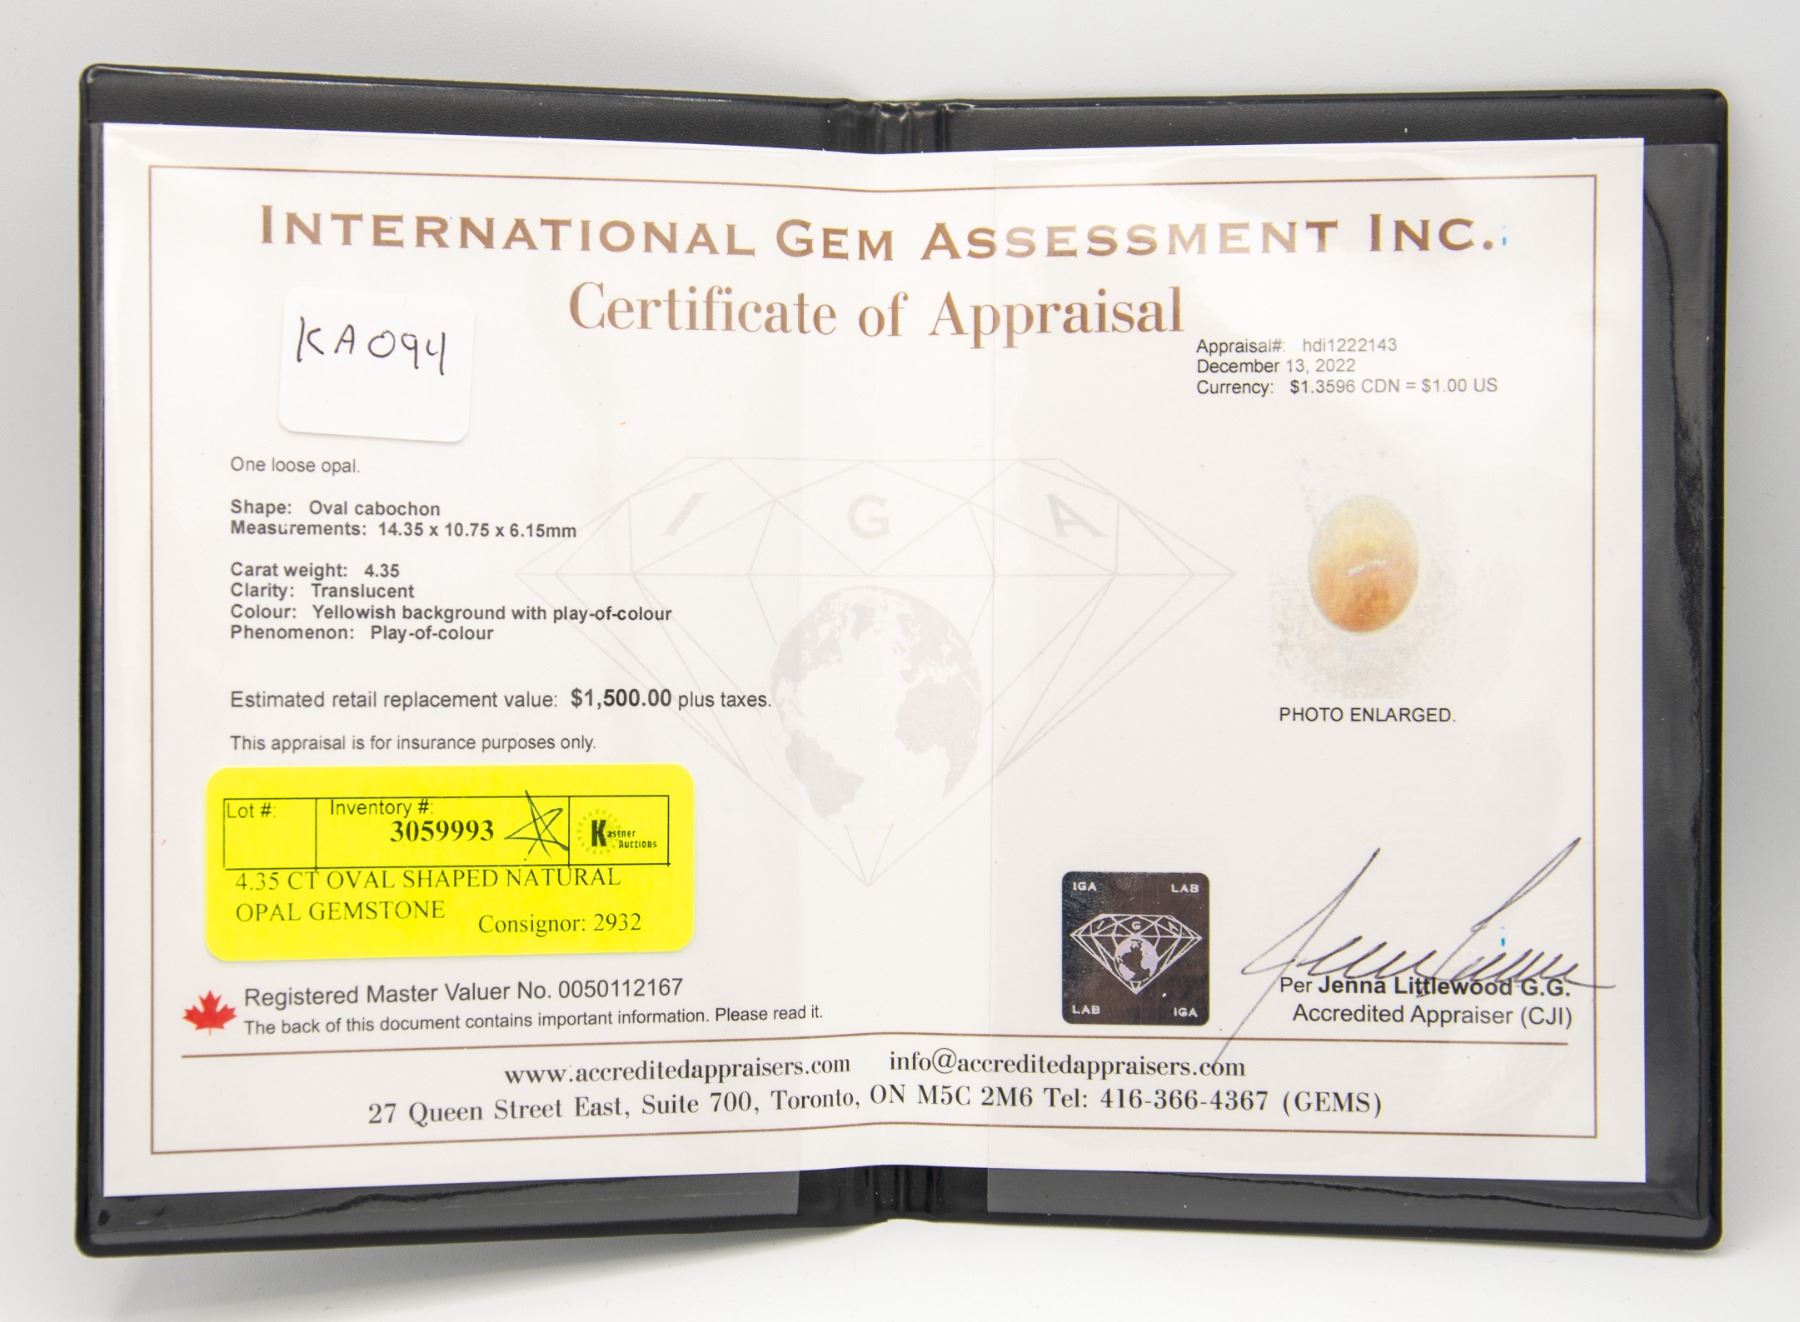 INTERNATIONAL GEM ASSESSMENT INC.
Certificate of Appraisal
KA094
Appraisal#: hdi1222143
December 13, 2022
Currency: $1.3596 CDN = $1.00 US
One loose opal.
Shape: Oval cabochon
Measurements: 14.35 x 10.75 x 6.15mm
I G A
Carat weight: 4.35
Clarity: Translucent
Colour: Yellowish background with play-of-colour
Phenomenon: Play-of-colour
Estimated retail replacement value: $1,500.00 plus taxes.
PHOTO ENLARGED.
This appraisal is for insurance purposes only.
Lot #: Inventory #:
3059993
Kastner
Auctions
4.35 CT OVAL SHAPED NATURAL
OPAL GEMSTONE
Consignor: 2932
IGA LAB
I G A
LAB IGA
Registered Master Valuer No. 0050112167
The back of this document contains important information. Please read it.
Per Jenna Littlewood G.G.
Accredited Appraiser (CJI)
www.accreditedappraisers.com info@accreditedappraisers.com
27 Queen Street East, Suite 700, Toronto, ON M5C 2M6 Tel: 416-366-4367 (GEMS)